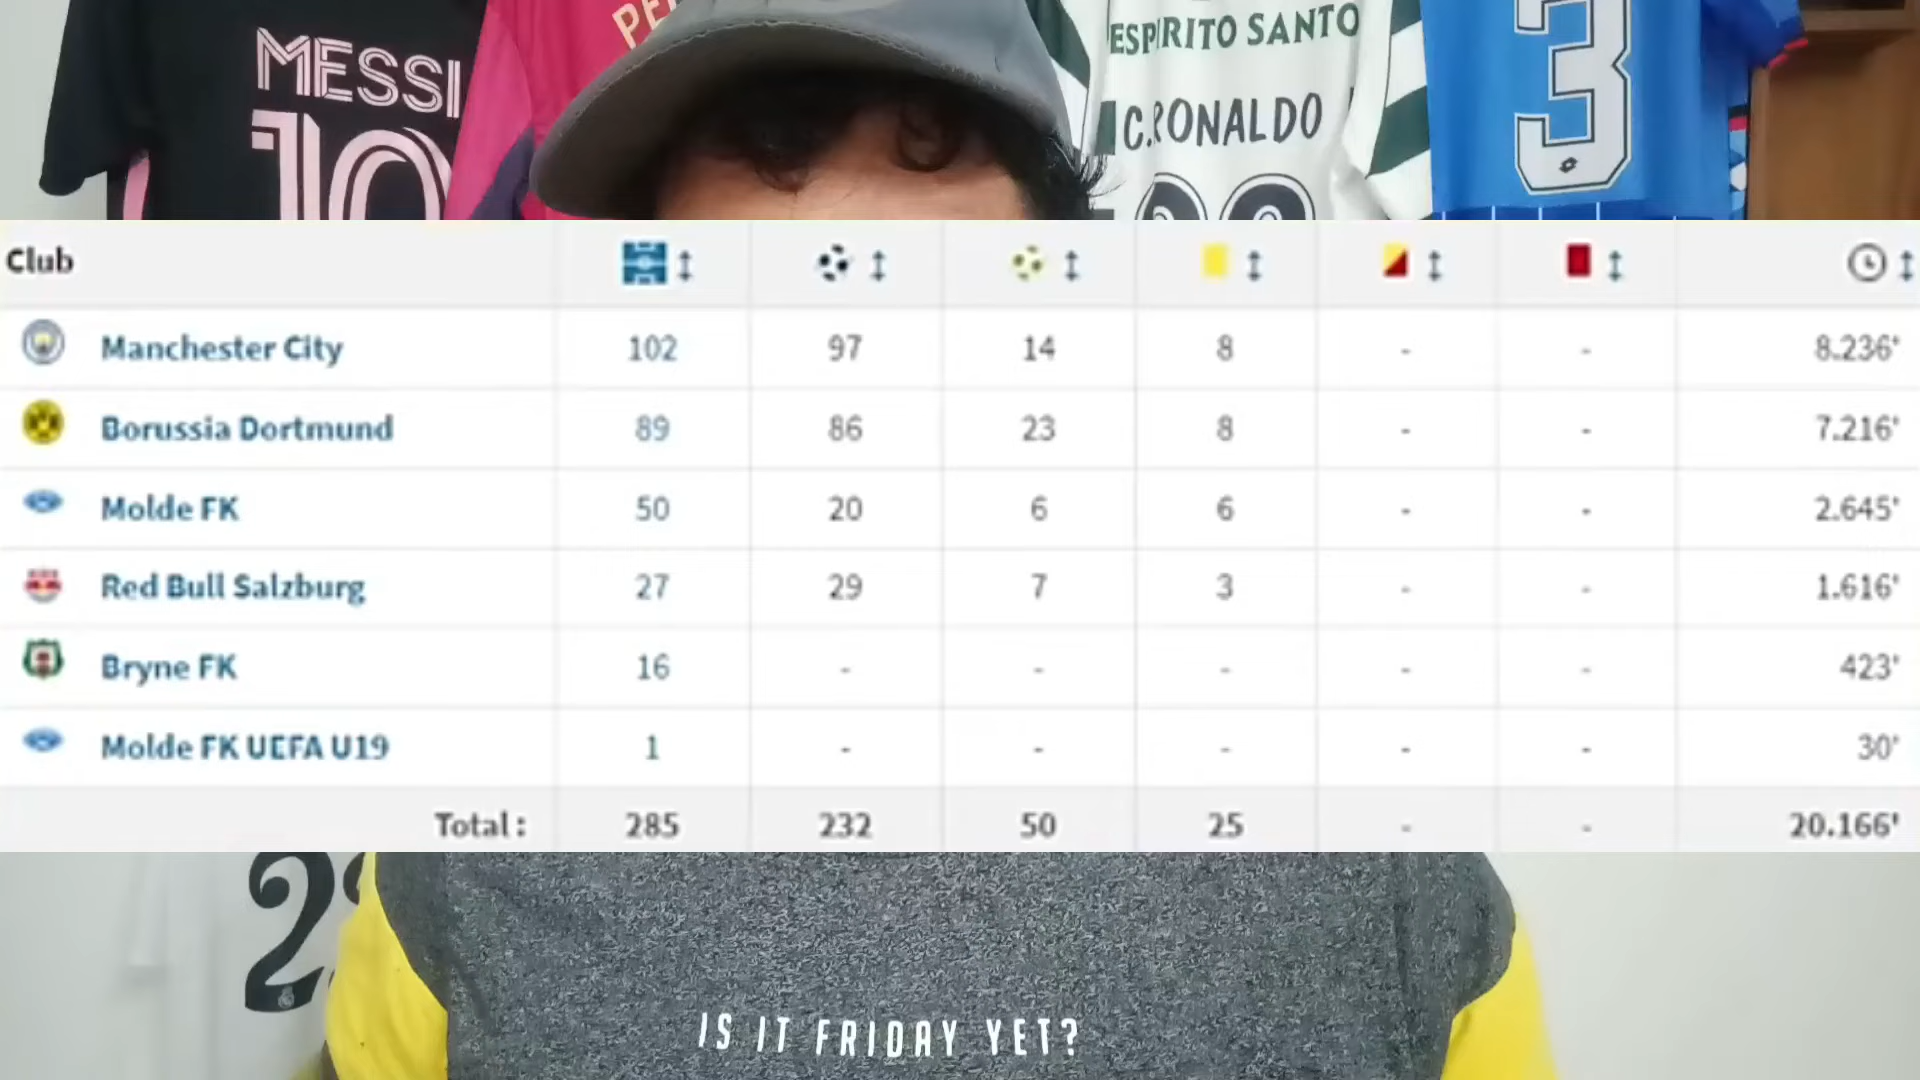 MESSI
10
ESPIRITO SANTO
C.RONALDO
3
Club
Manchester City 102 97 14 8 - - 8.236'
Borussia Dortmund 89 86 23 8 - - 7.216'
Molde FK 50 20 6 6 - - 2.645'
Red Bull Salzburg 27 29 7 3 - - 1.616'
Bryne FK 16 - - - - - 423'
Molde FK UEFA U19 1 - - - - - 30'
Total : 285 232 50 25 - - 20.166'
2
IS IT FRIDAY YET?